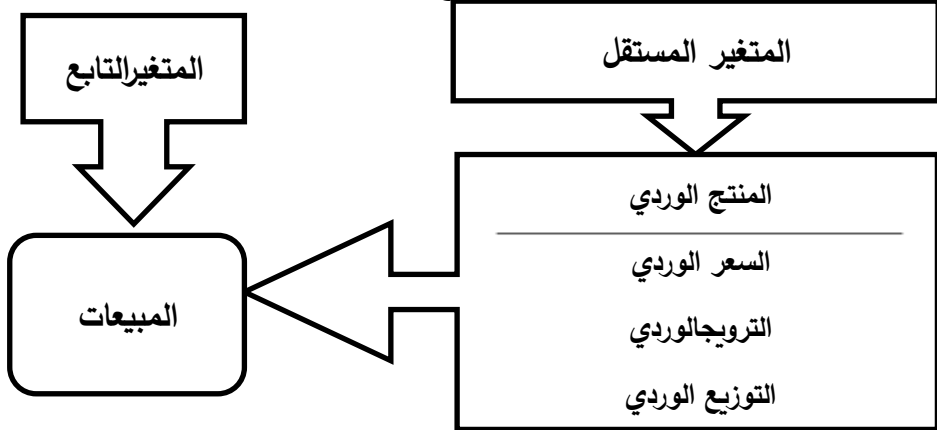 المتغير المستقل
المتغيرالتابع
المنتج الوردي
السعر الوردي
الترويجالوردي
التوزيع الوردي
المبيعات